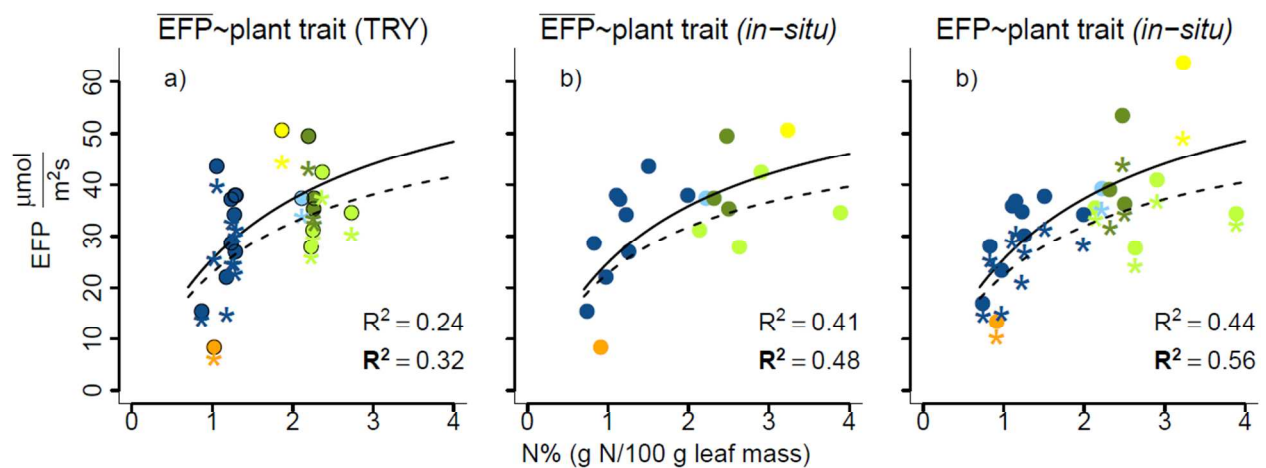 EFP~plant trait (TRY)
EFP~plant trait (in−situ)
EFP~plant trait (in−situ)
a)
b)
b)
EFP μmol
m²s
60
50
40
30
20
10
0
R² = 0.24
R² = 0.32
R² = 0.41
R² = 0.48
R² = 0.44
R² = 0.56
0 1 2 3 4
0 1 2 3 4
0 1 2 3 4
N% (g N/100 g leaf mass)